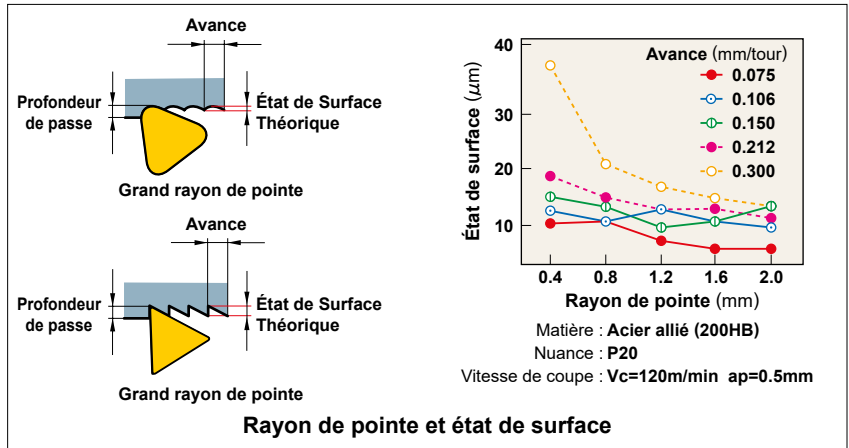 Avance
Profondeur
de passe
État de Surface
Théorique
Grand rayon de pointe
Avance
Profondeur
de passe
État de Surface
Théorique
Grand rayon de pointe
État de surface (µm)
40
30
20
10
Avance (mm/tour)
0.075
0.106
0.150
0.212
0.300
0.4 0.8 1.2 1.6 2.0
Rayon de pointe (mm)
Matière : Acier allié (200HB)
Nuance : P20
Vitesse de coupe : Vc=120m/min ap=0.5mm
Rayon de pointe et état de surface